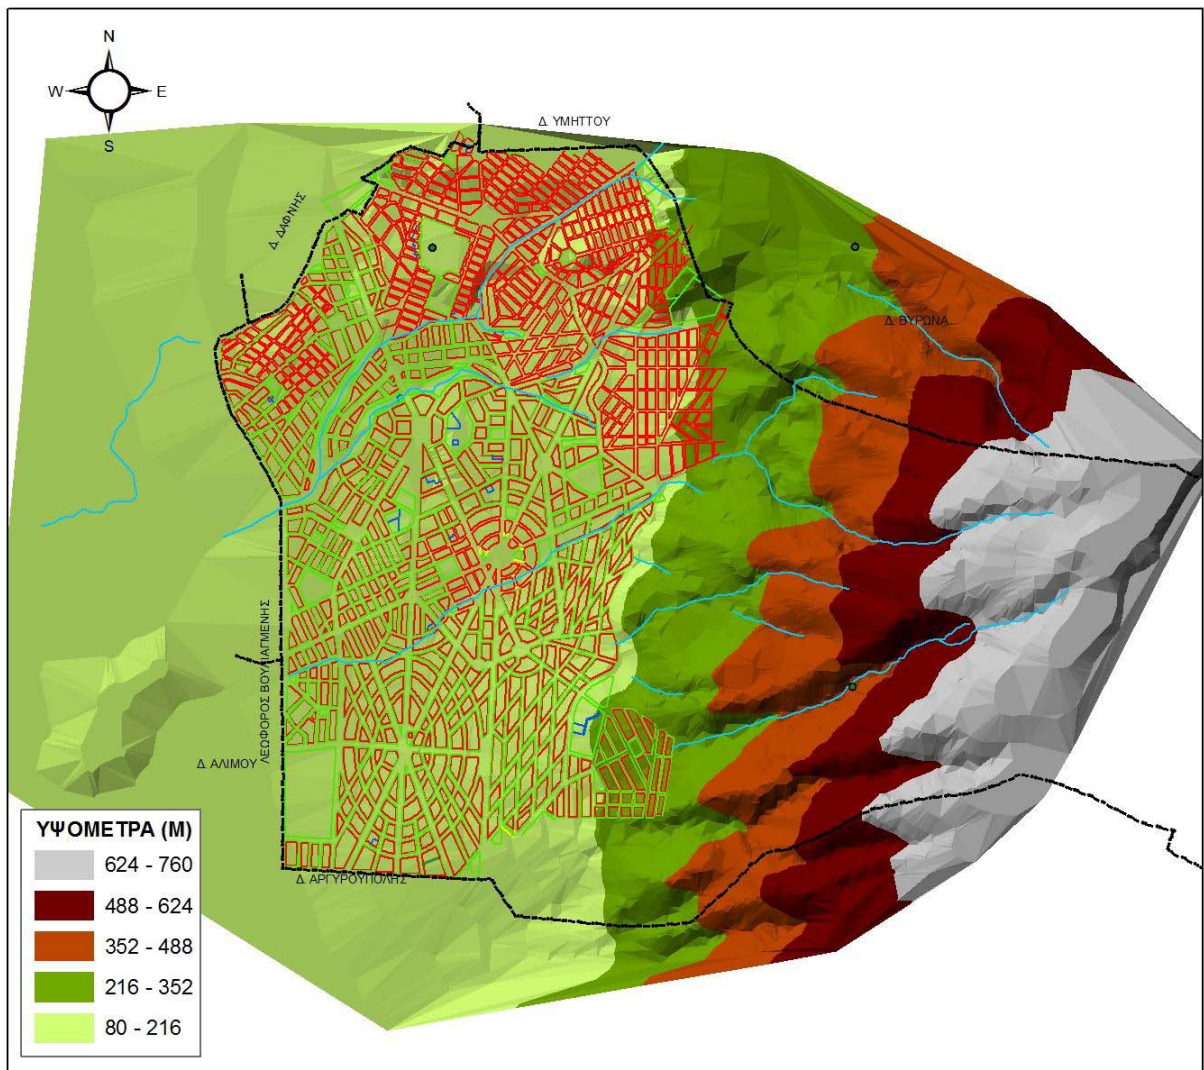 N
W E
S
Δ. ΥΜΗΤΤΟΥ
Δ. ΔΑΦΝΗΣ
Δ. ΒΥΡΩΝΑ
ΛΕΩΦΟΡΟΣ ΒΟΥΛΙΑΓΜΕΝΗΣ
Δ. ΑΛΙΜΟΥ
Δ. ΑΡΓΥΡΟΥΠΟΛΗΣ
ΥΨΟΜΕΤΡΑ (Μ)
624 - 760
488 - 624
352 - 488
216 - 352
80 - 216